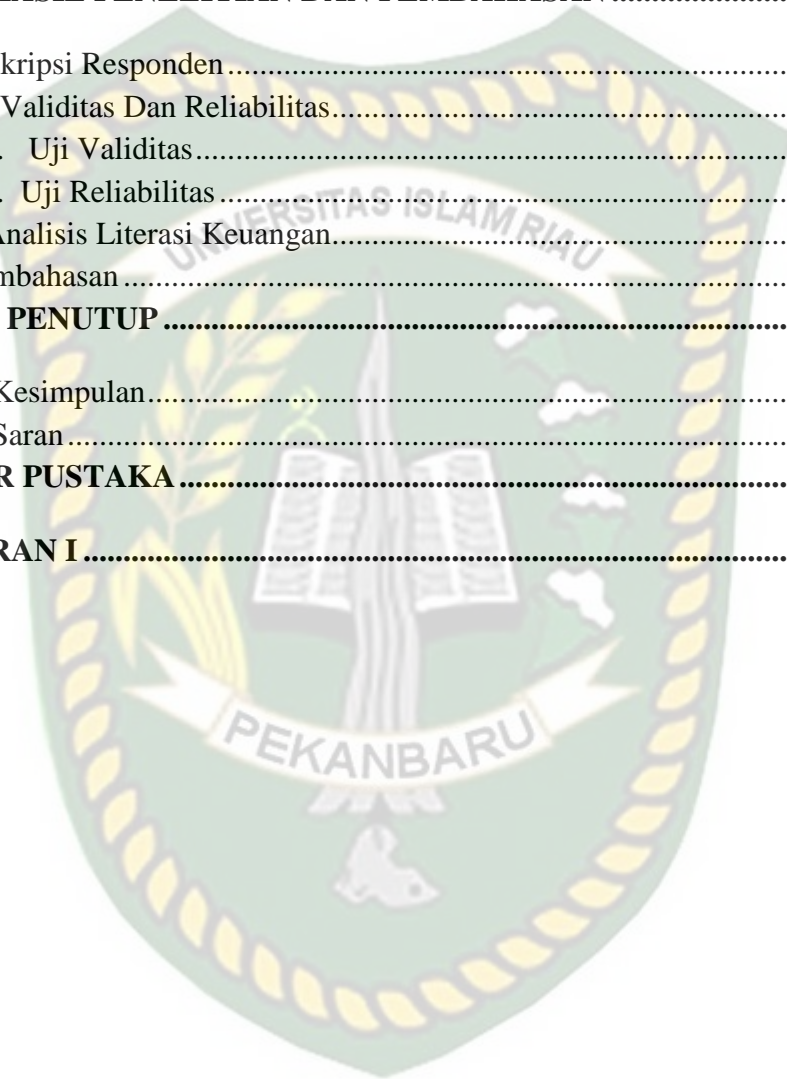 kripsi Responden........................................................................
Validitas Dan Reliabilitas..........................................................
. Uji Validitas............................................................................
. Uji Reliabilitas.........................................................................
nalisis Literasi Keuangan..........................................................
mbahasan....................................................................................
PENUTUP................................................................................
Kesimpulan.................................................................................
Saran...........................................................................................
R PUSTAKA.............................................................................
RAN I.........................................................................................
UNIVERSITAS ISLAM RIAU
PEKANBARU